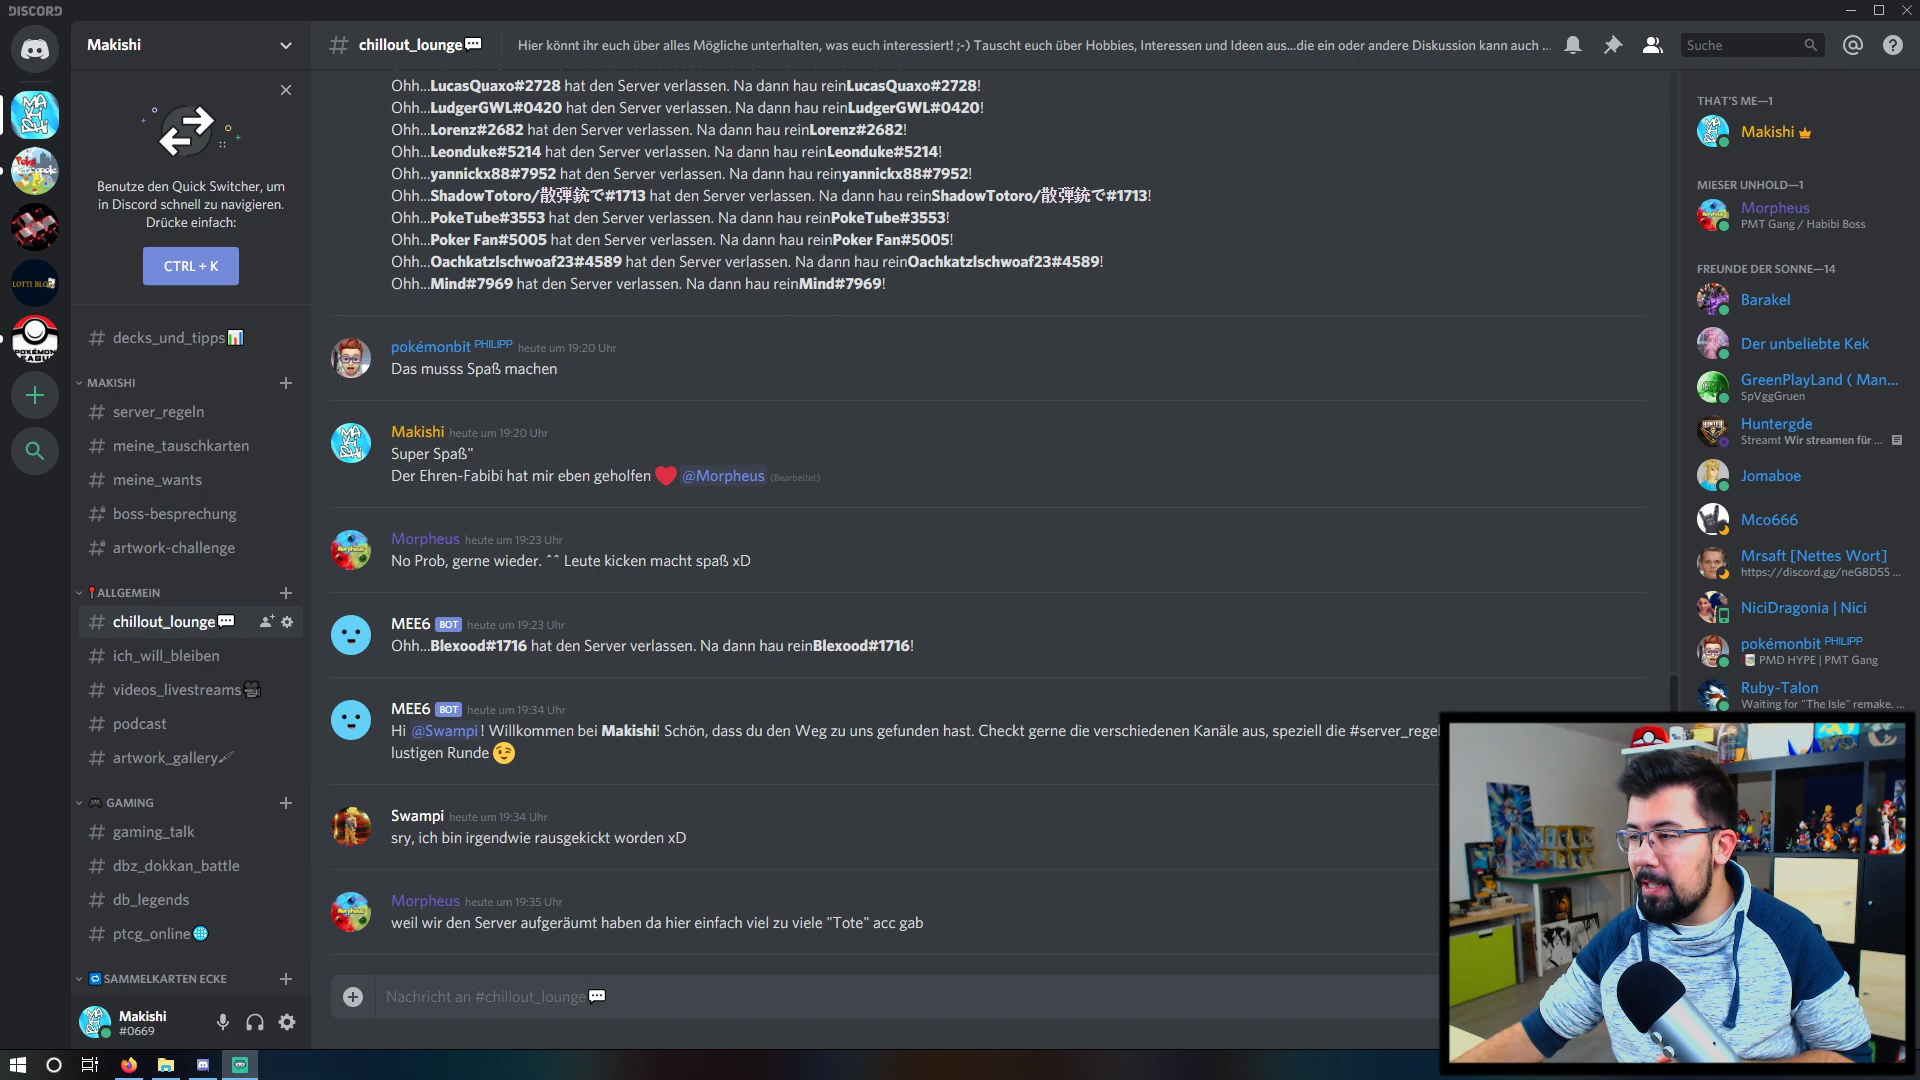 DISCORD
Makishi
chillout_lounge💬
Hier könnt ihr euch über alles Mögliche unterhalten, was euch interessiert! ;-) Tauscht euch über Hobbies, Interessen und Ideen aus...die ein oder andere Diskussion kann auch ...
Suche
Benutze den Quick Switcher, um
in Discord schnell zu navigieren.
Drücke einfach:
CTRL + K
# decks_und_tipps📊
MAKISHI
# server_regeln
# meine_tauschkarten
# meine_wants
# boss-besprechung
# artwork-challenge
📍ALLGEMEIN
# chillout_lounge💬
# ich_will_bleiben
# videos_livestreams🎥
# podcast
# artwork_gallery🖌
🎮 GAMING
# gaming_talk
# dbz_dokkan_battle
# db_legends
# ptcg_online🌐
🔁SAMMELKARTEN ECKE
Makishi
#0669
Ohh...LucasQuaxo#2728 hat den Server verlassen. Na dann hau reinLucasQuaxo#2728!
Ohh...LudgerGWL#0420 hat den Server verlassen. Na dann hau reinLudgerGWL#0420!
Ohh...Lorenz#2682 hat den Server verlassen. Na dann hau reinLorenz#2682!
Ohh...Leonduke#5214 hat den Server verlassen. Na dann hau reinLeonduke#5214!
Ohh...yannickx88#7952 hat den Server verlassen. Na dann hau reinyannickx88#7952!
Ohh...ShadowTotoro/散弾銃で#1713 hat den Server verlassen. Na dann hau reinShadowTotoro/散弾銃で#1713!
Ohh...PokeTube#3553 hat den Server verlassen. Na dann hau reinPokeTube#3553!
Ohh...Poker Fan#5005 hat den Server verlassen. Na dann hau reinPoker Fan#5005!
Ohh...Oachkatzlschwoaf23#4589 hat den Server verlassen. Na dann hau reinOachkatzlschwoaf23#4589!
Ohh...Mind#7969 hat den Server verlassen. Na dann hau reinMind#7969!
pokémonbit ᴾᴴᴵᴸᴵᴾᴾ heute um 19:20 Uhr
Das musss Spaß machen
Makishi heute um 19:20 Uhr
Super Spaß"
Der Ehren-Fabibi hat mir eben geholfen ❤ @Morpheus (Bearbeitet)
Morpheus heute um 19:23 Uhr
No Prob, gerne wieder. ^^ Leute kicken macht spaß xD
MEE6 BOT heute um 19:23 Uhr
Ohh...Blexood#1716 hat den Server verlassen. Na dann hau reinBlexood#1716!
MEE6 BOT heute um 19:34 Uhr
Hi @Swampi! Willkommen bei Makishi! Schön, dass du den Weg zu uns gefunden hast. Checkt gerne die verschiedenen Kanäle aus, speziell die #server_regel
lustigen Runde 😉
Swampi heute um 19:34 Uhr
sry, ich bin irgendwie rausgekickt worden xD
Morpheus heute um 19:35 Uhr
weil wir den Server aufgeräumt haben da hier einfach viel zu viele "Tote" acc gab
Nachricht an #chillout_lounge💬
THAT'S ME—1
Makishi
MIESER UNHOLD—1
Morpheus
PMT Gang / Habibi Boss
FREUNDE DER SONNE—14
Barakel
Der unbeliebte Kek
GreenPlayLand ( Man...
SpVggGruen
Huntergde
Streamt Wir streamen für ...
Jomaboe
Mco666
Mrsaft [Nettes Wort]
https://discord.gg/neG8D5S ...
NiciDragonia | Nici
pokémonbit ᴾᴴᴵᴸᴵᴾᴾ
PMD HYPE | PMT Gang
Ruby-Talon
Waiting for "The Isle" remake. ...